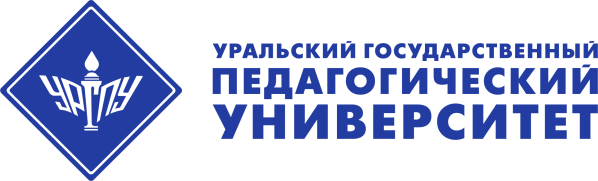 УрГПУ
УРАЛЬСКИЙ ГОСУДАРСТВЕННЫЙ
ПЕДАГОГИЧЕСКИЙ
УНИВЕРСИТЕТ